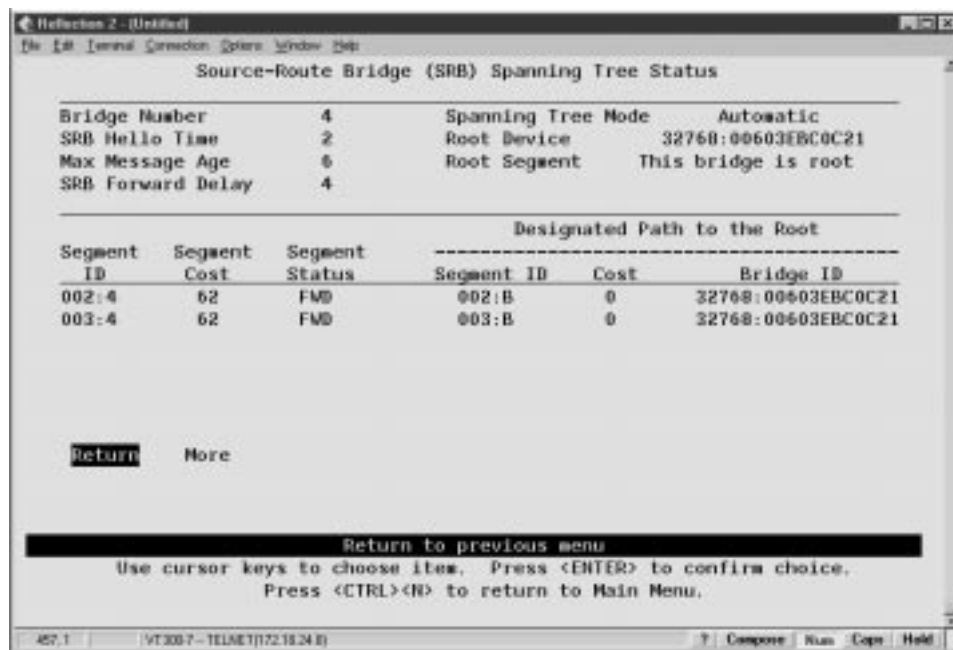 Reflection 2 - (Untitled)
File Edit Terminal Connection Options Window Help
Source-Route Bridge (SRB) Spanning Tree Status
Bridge Number 4 Spanning Tree Mode Automatic
SRB Hello Time 2 Root Device 32768:00603EBC0C21
Max Message Age 6 Root Segment This bridge is root
SRB Forward Delay 4
Designated Path to the Root
Segment Segment Segment ----------------------------------------
ID Cost Status Segment ID Cost Bridge ID
002:4 62 FWD 002:B 0 32768:00603EBC0C21
003:4 62 FWD 003:B 0 32768:00603EBC0C21
Return More
Return to previous menu
Use cursor keys to choose item. Press <ENTER> to confirm choice.
Press <CTRL><N> to return to Main Menu.
457, 1 VT300-7 -- TELNET(172.18.24.8) ? Compose Num Caps Hold